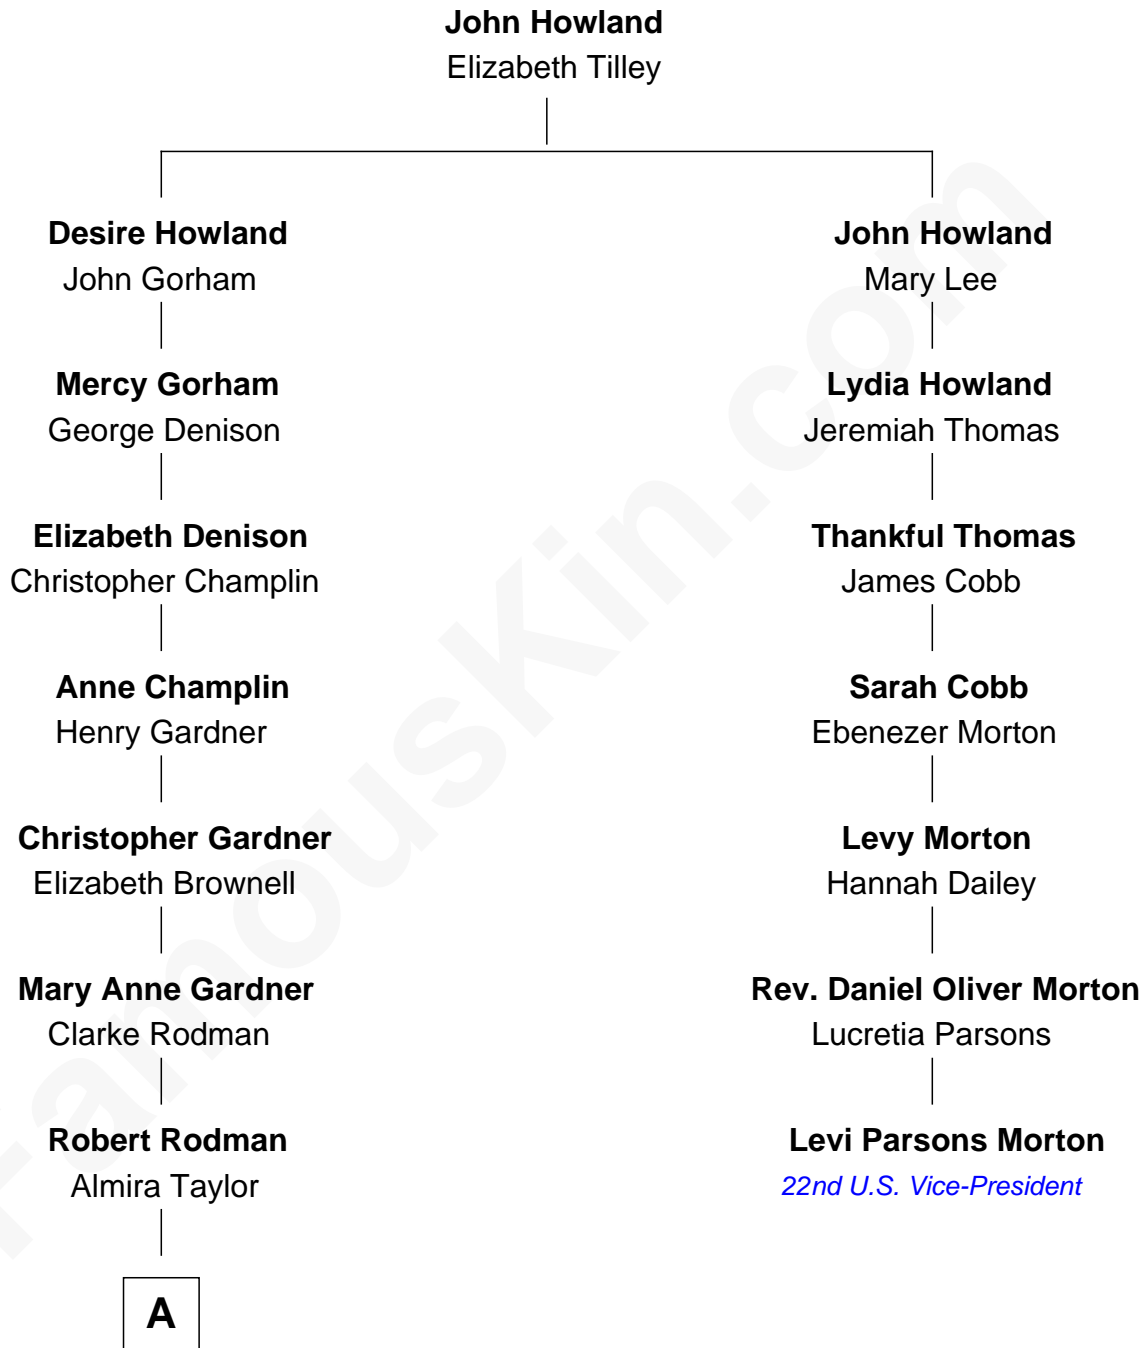 John Howland
Elizabeth Tilley
Desire Howland
John Gorham
John Howland
Mary Lee
Mercy Gorham
George Denison
Lydia Howland
Jeremiah Thomas
Elizabeth Denison
Christopher Champlin
Thankful Thomas
James Cobb
Anne Champlin
Henry Gardner
Sarah Cobb
Ebenezer Morton
Christopher Gardner
Elizabeth Brownell
Levy Morton
Hannah Dailey
Mary Anne Gardner
Clarke Rodman
Rev. Daniel Oliver Morton
Lucretia Parsons
Robert Rodman
Almira Taylor
Levi Parsons Morton
22nd U.S. Vice-President
A
FamousKin.com